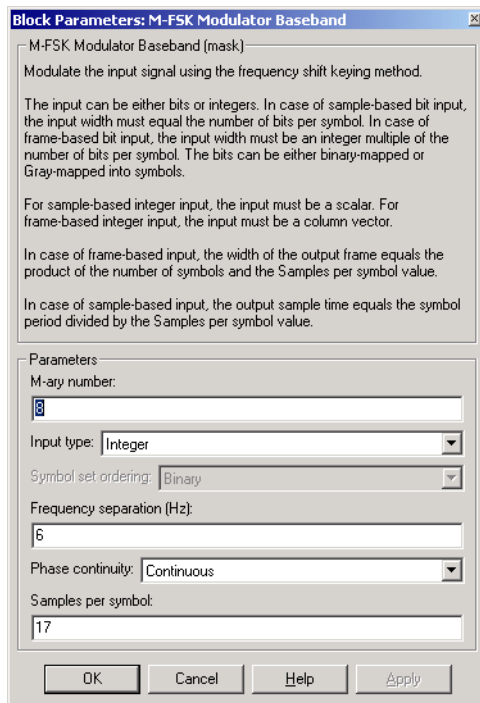 Block Parameters: M-FSK Modulator Baseband
M-FSK Modulator Baseband (mask)
Modulate the input signal using the frequency shift keying method.
The input can be either bits or integers. In case of sample-based bit input,
the input width must equal the number of bits per symbol. In case of
frame-based bit input, the input width must be an integer multiple of the
number of bits per symbol. The bits can be either binary-mapped or
Gray-mapped into symbols.
For sample-based integer input, the input must be a scalar. For
frame-based integer input, the input must be a column vector.
In case of frame-based input, the width of the output frame equals the
product of the number of symbols and the Samples per symbol value.
In case of sample-based input, the output sample time equals the symbol
period divided by the Samples per symbol value.
Parameters
M-ary number:
8
Input type: Integer
Symbol set ordering: Binary
Frequency separation (Hz):
6
Phase continuity: Continuous
Samples per symbol:
17
OK Cancel Help Apply